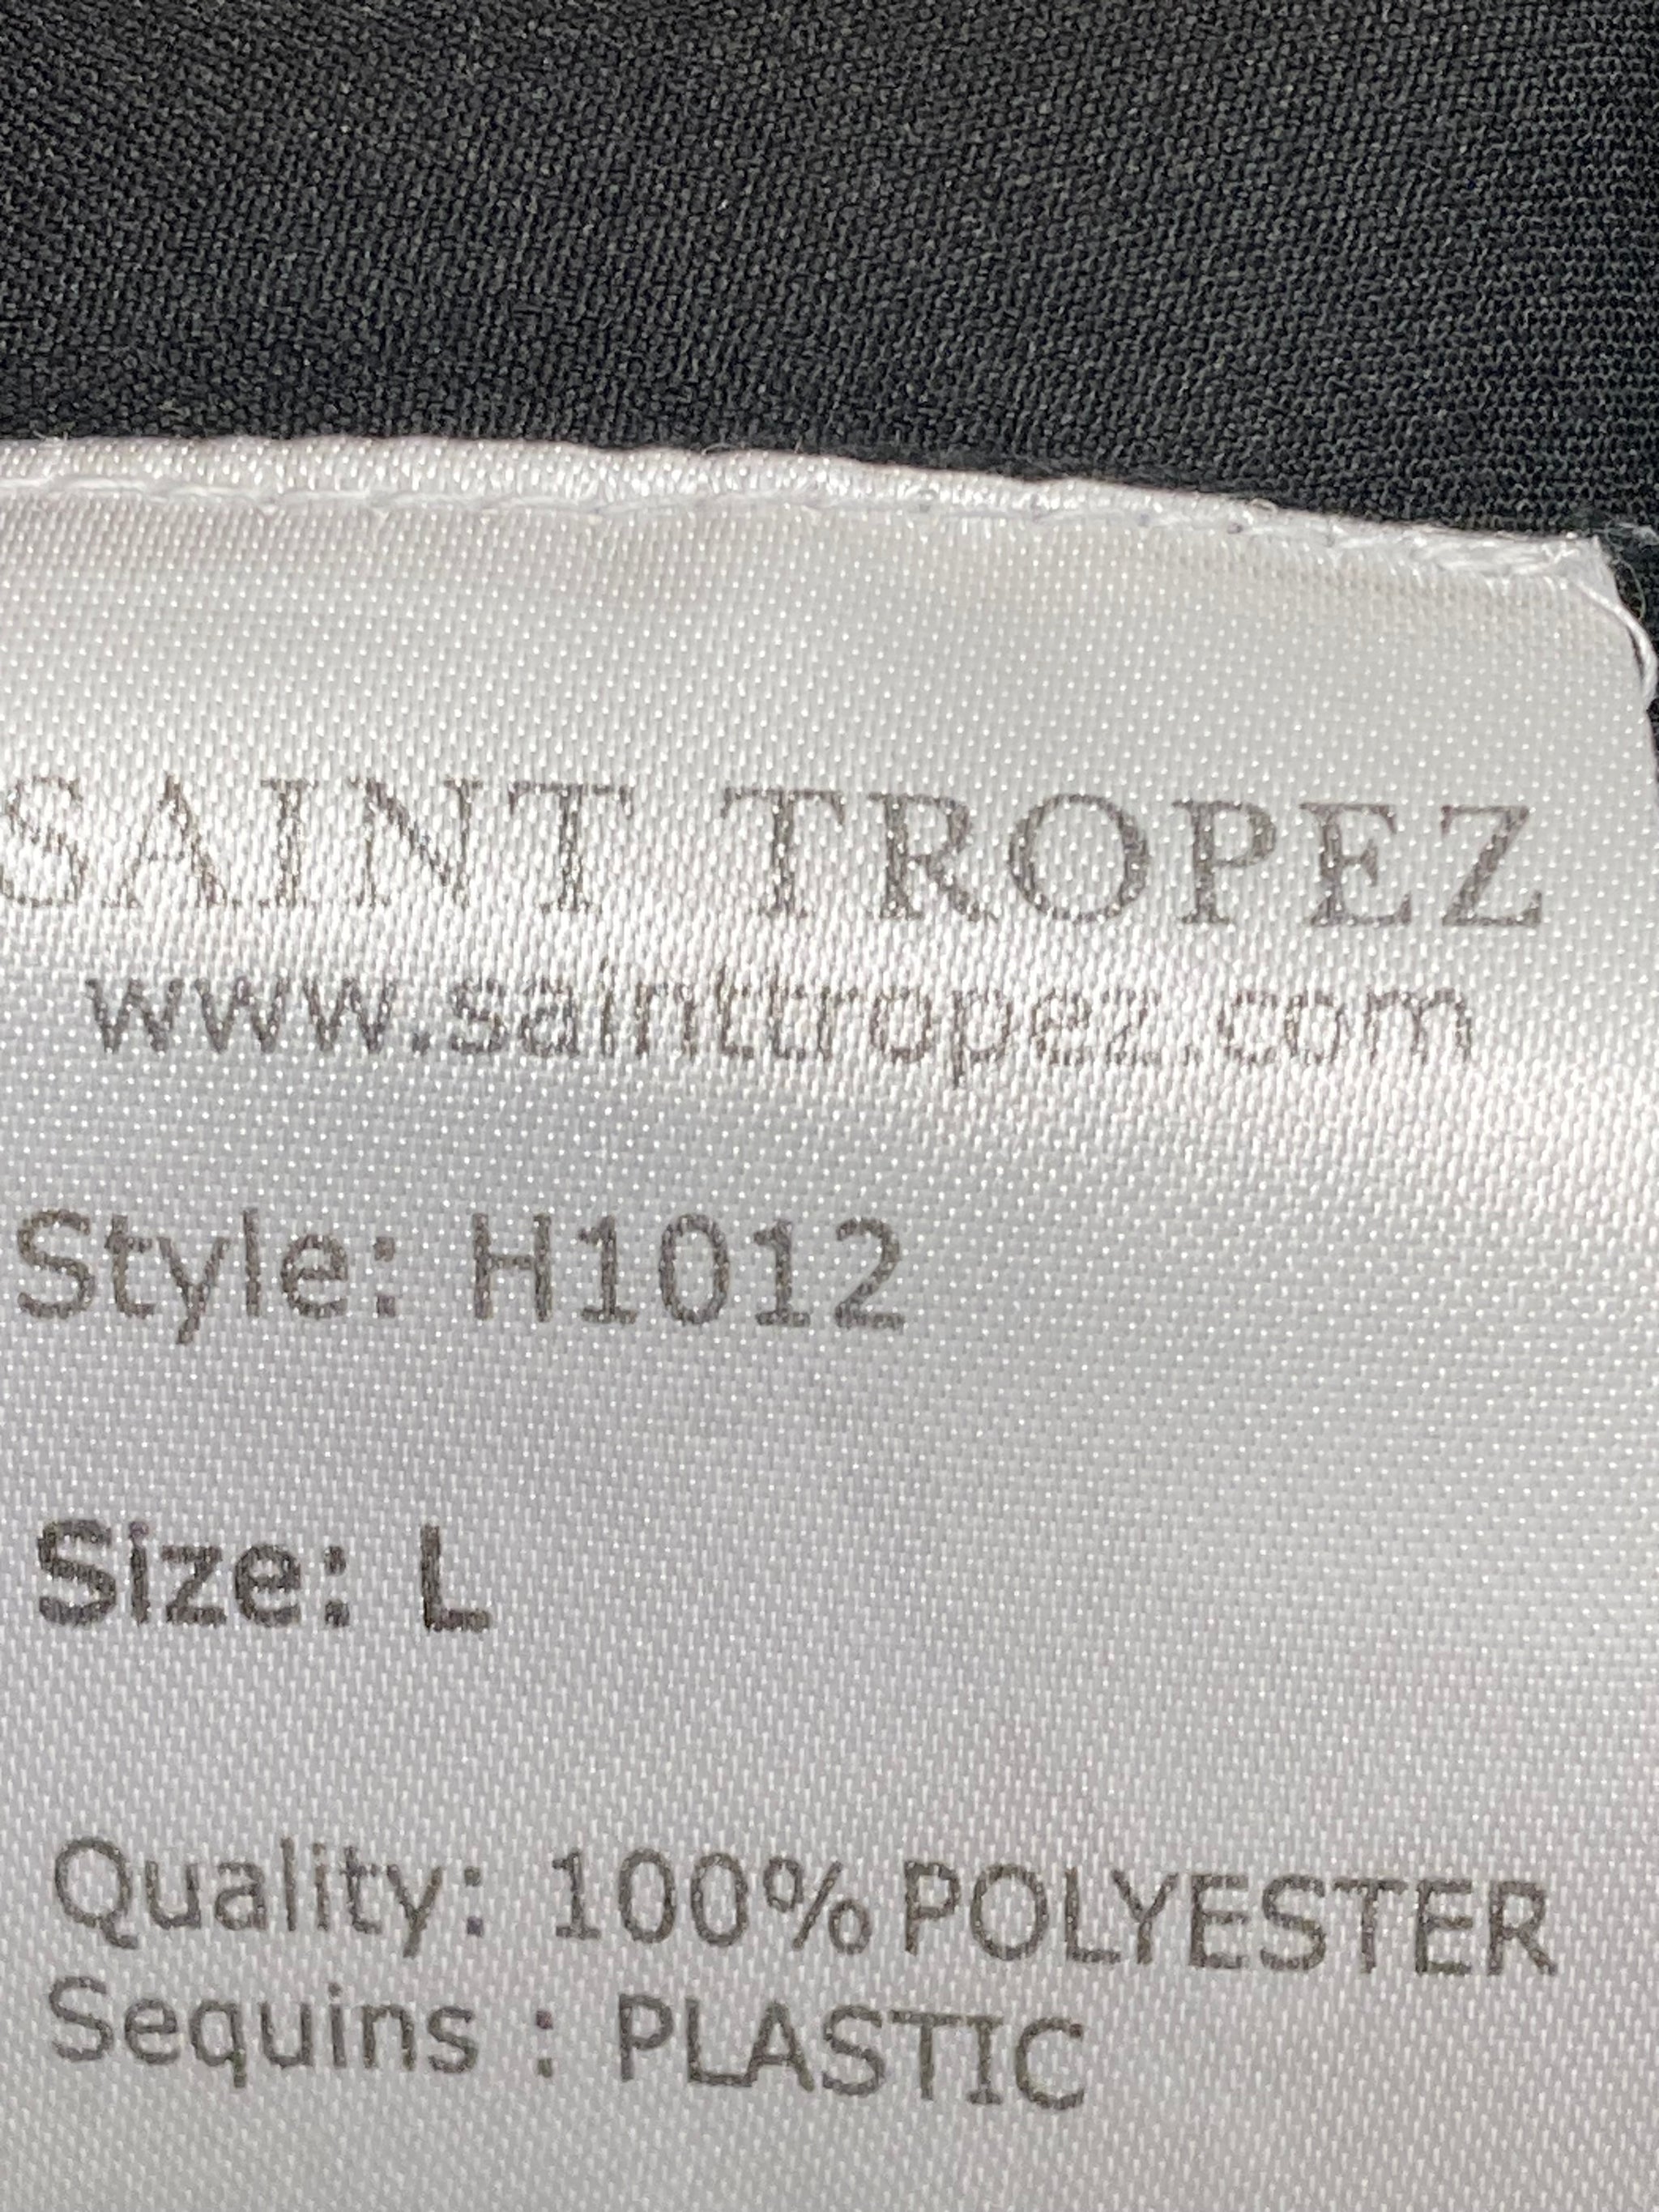 SAINT TROPEZ
www.sainttropez.com
Style: H1012
Size: L
Quality: 100% POLYESTER
Sequins : PLASTIC